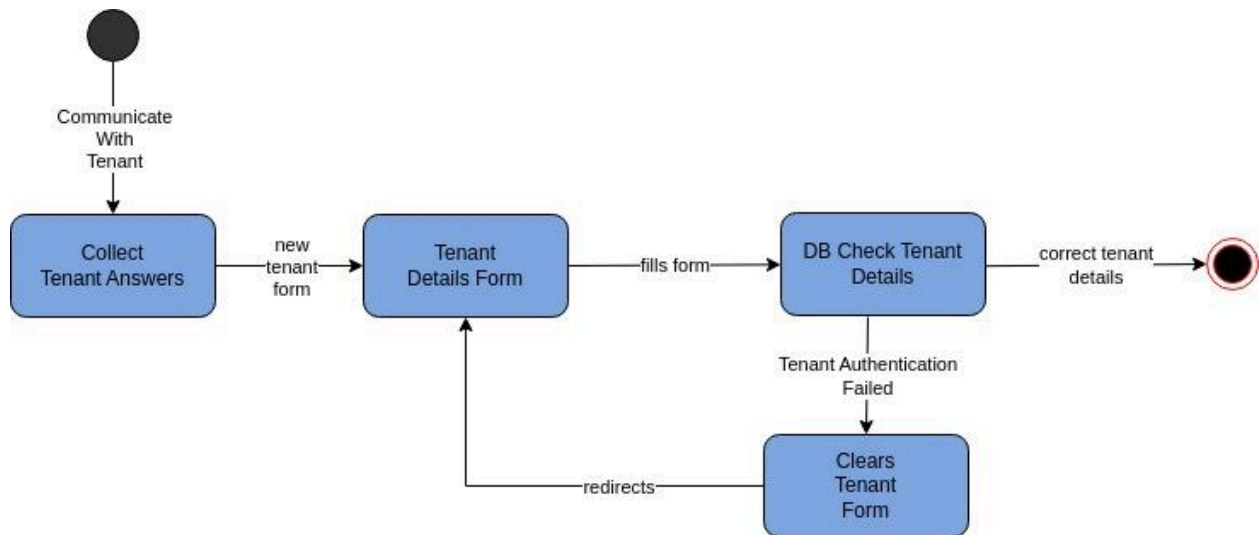 Communicate
With
Tenant
Collect
Tenant Answers
new
tenant
form
Tenant
Details Form
fills form
DB Check Tenant
Details
correct tenant
details
Tenant Authentication
Failed
Clears
Tenant
Form
redirects